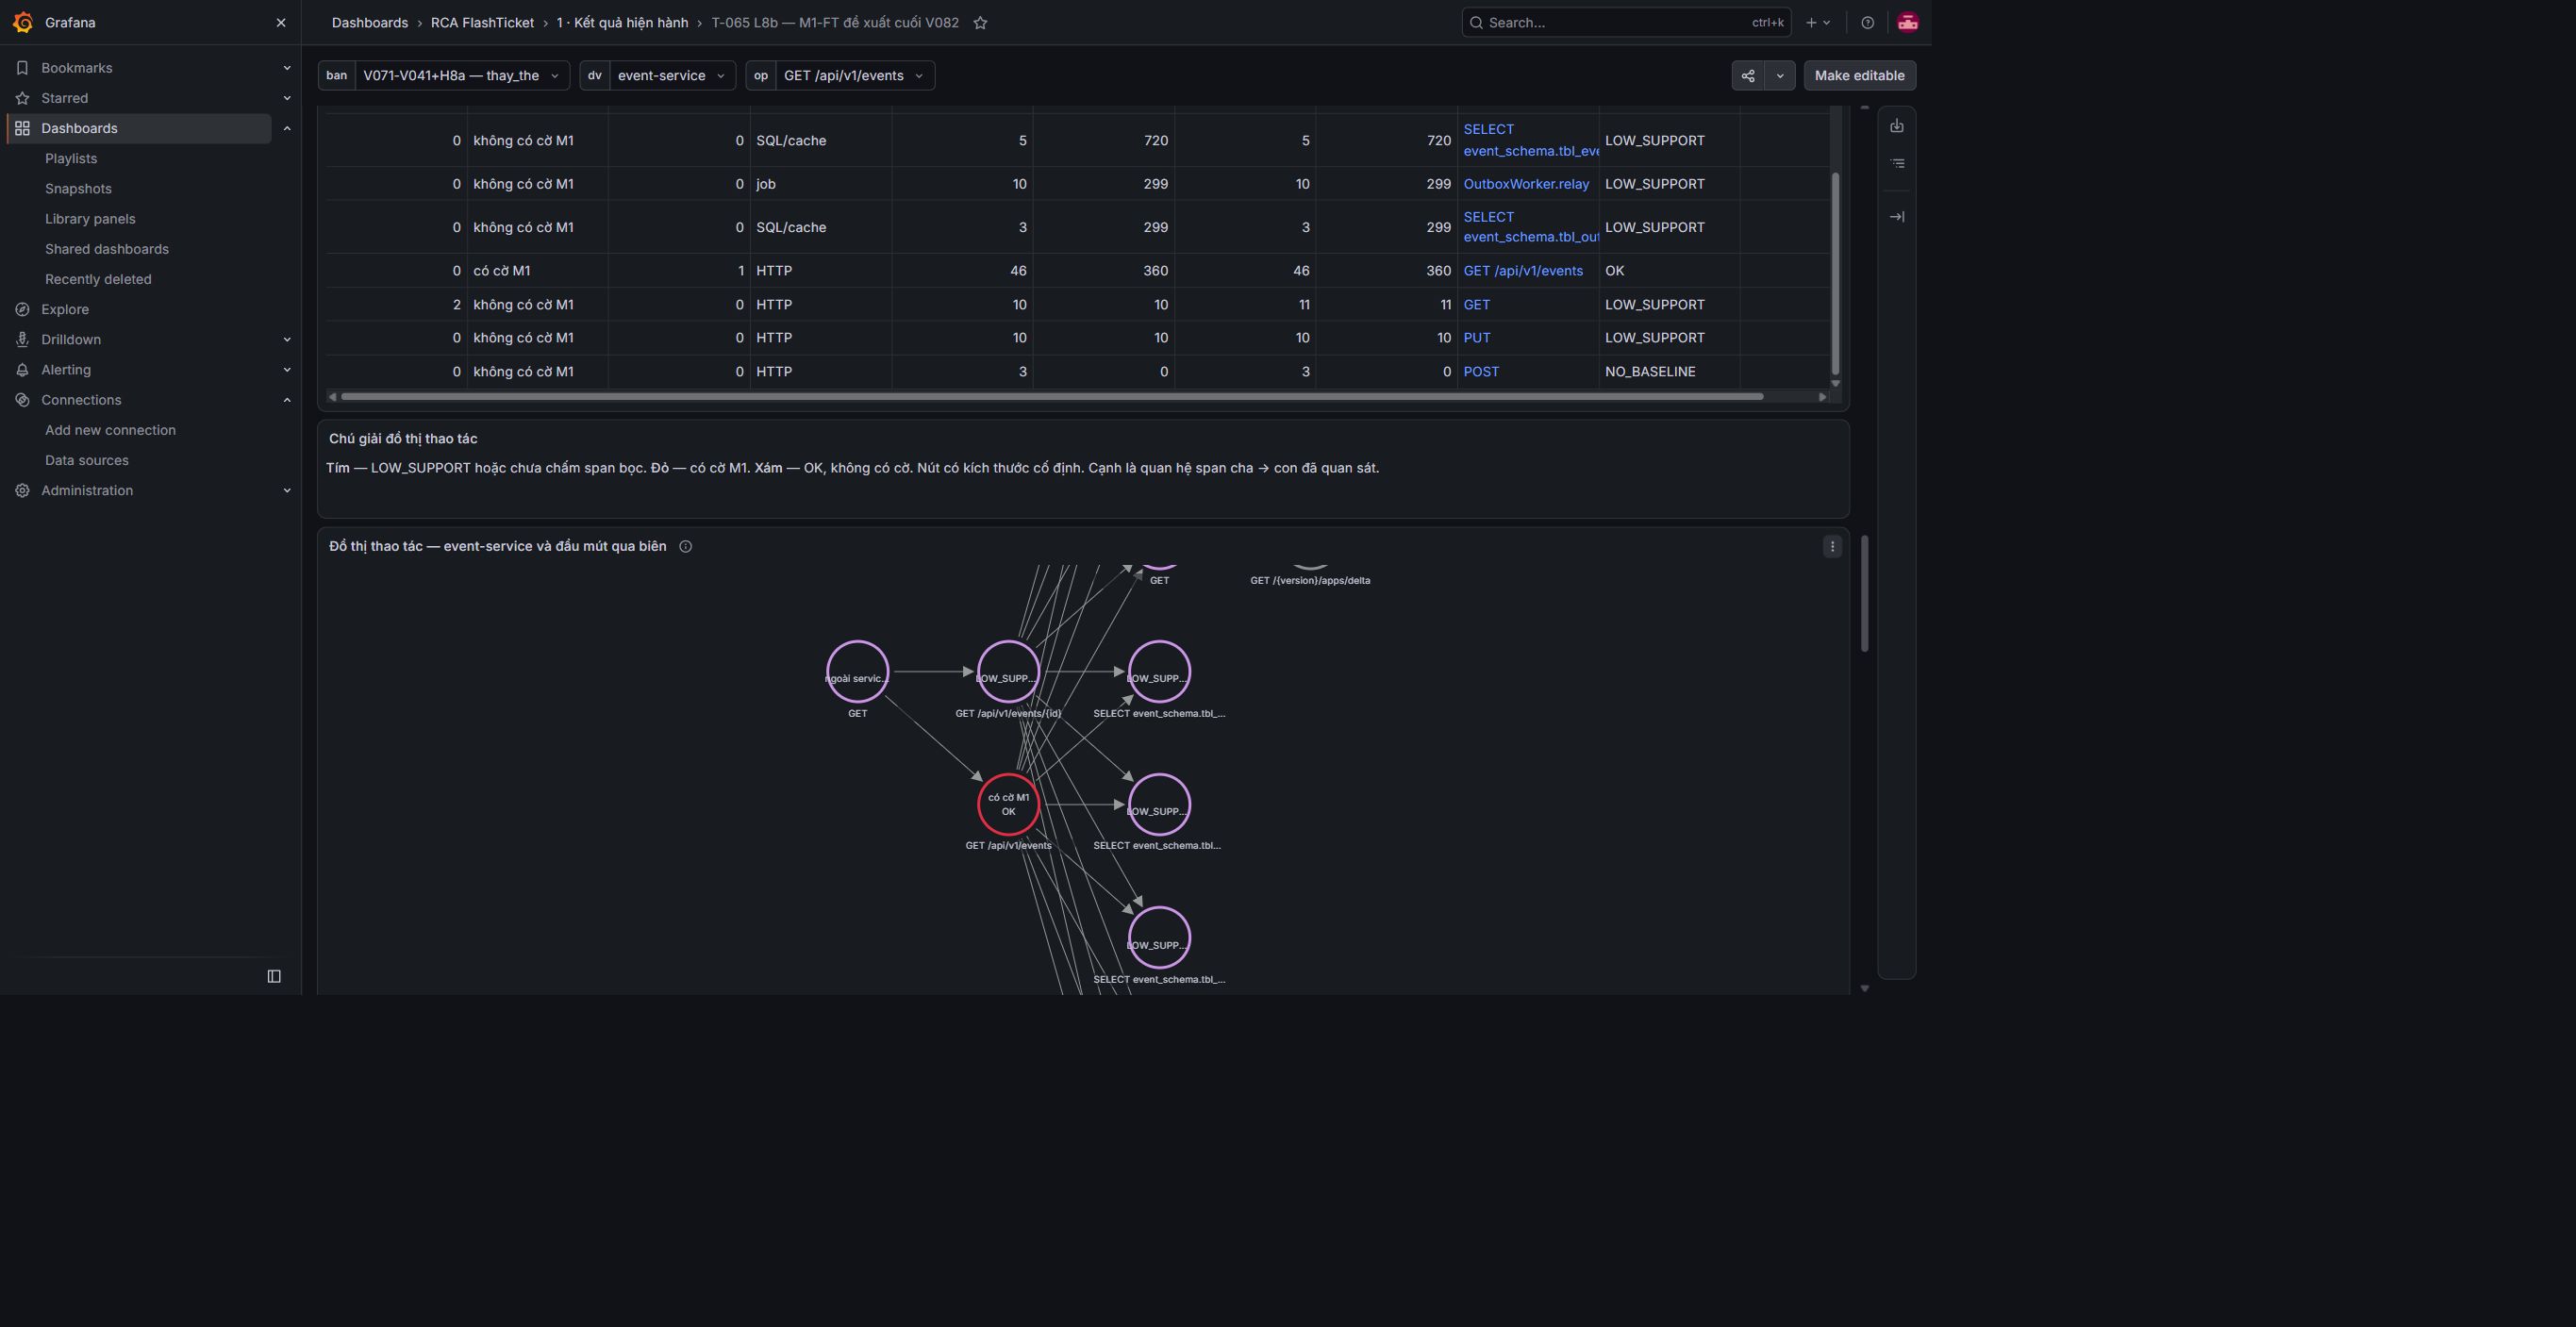 Grafana
Dashboards › RCA FlashTicket › 1 · Kết quả hiện hành › T-065 L8b — M1-FT đề xuất cuối V082
Search...
ctrl+k
Bookmarks
Starred
Dashboards
Playlists
Snapshots
Library panels
Shared dashboards
Recently deleted
Explore
Drilldown
Alerting
Connections
Add new connection
Data sources
Administration
ban V071-V041+H8a — thay_the
dv event-service
op GET /api/v1/events
Make editable
0 không có cờ M1 0 SQL/cache 5 720 5 720 SELECT event_schema.tbl_eve LOW_SUPPORT
0 không có cờ M1 0 job 10 299 10 299 OutboxWorker.relay LOW_SUPPORT
0 không có cờ M1 0 SQL/cache 3 299 3 299 SELECT event_schema.tbl_out LOW_SUPPORT
0 có cờ M1 1 HTTP 46 360 46 360 GET /api/v1/events OK
2 không có cờ M1 0 HTTP 10 10 11 11 GET LOW_SUPPORT
0 không có cờ M1 0 HTTP 10 10 10 10 PUT LOW_SUPPORT
0 không có cờ M1 0 HTTP 3 0 3 0 POST NO_BASELINE
Chú giải đồ thị thao tác
Tím — LOW_SUPPORT hoặc chưa chấm span bọc. Đỏ — có cờ M1. Xám — OK, không có cờ. Nút có kích thước cố định. Cạnh là quan hệ span cha → con đã quan sát.
Đồ thị thao tác — event-service và đầu mút qua biên
GET
GET /{version}/apps/delta
ngoài servic...
LOW_SUPP...
LOW_SUPP...
GET
GET /api/v1/events/{id}
SELECT event_schema.tbl_...
có cờ M1
OK
LOW_SUPP...
GET /api/v1/events
SELECT event_schema.tbl...
LOW_SUPP...
SELECT event_schema.tbl_...